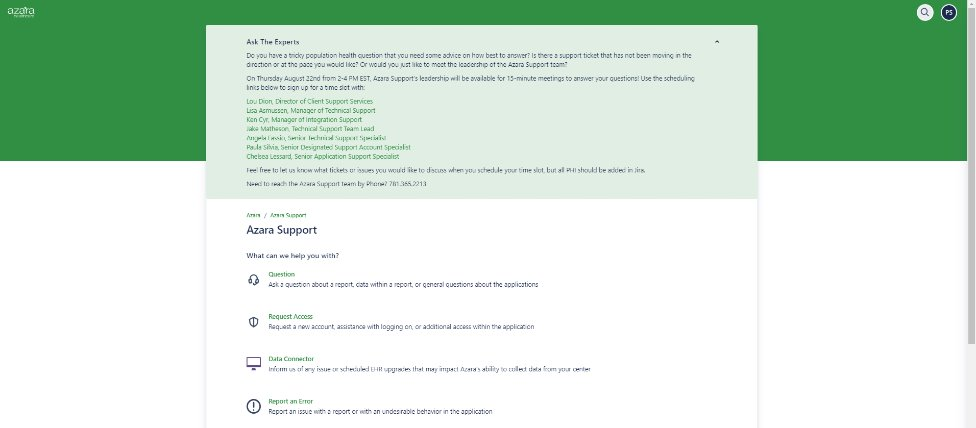 azara
healthcare
PS
Ask The Experts
Do you have a tricky population health question that you need some advice on how best to answer? Is there a support ticket that has not been moving in the
direction or at the pace you would like? Or would you just like to meet the leadership of the Azara Support team?
On Thursday August 22nd from 2-4 PM EST, Azara Support's leadership will be available for 15-minute meetings to answer your questions! Use the scheduling
links below to sign up for a time slot with:
Lou Dion, Director of Client Support Services
Lisa Asmussen, Manager of Technical Support
Ken Cyr, Manager of Integration Support
Jake Matheson, Technical Support Team Lead
Angela Fassio, Senior Technical Support Specialist
Paula Silvia, Senior Designated Support Account Specialist
Chelsea Lessard, Senior Application Support Specialist
Feel free to let us know what tickets or issues you would like to discuss when you schedule your time slot, but all PHI should be added in Jira.
Need to reach the Azara Support team by Phone? 781.365.2213
Azara / Azara Support
Azara Support
What can we help you with?
Question
Ask a question about a report, data within a report, or general questions about the applications
Request Access
Request a new account, assistance with logging on, or additional access within the application
Data Connector
Inform us of any issue or scheduled EHR upgrades that may impact Azara's ability to collect data from your center
Report an Error
Report an issue with a report or with an undesirable behavior in the application